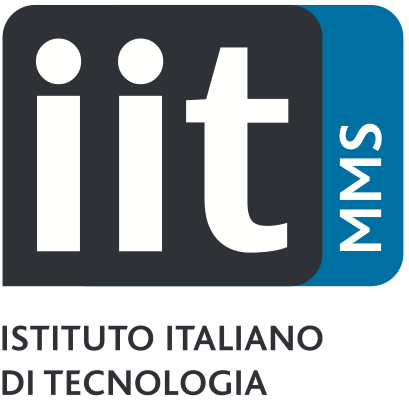 iit
MMS
ISTITUTO ITALIANO
DI TECNOLOGIA